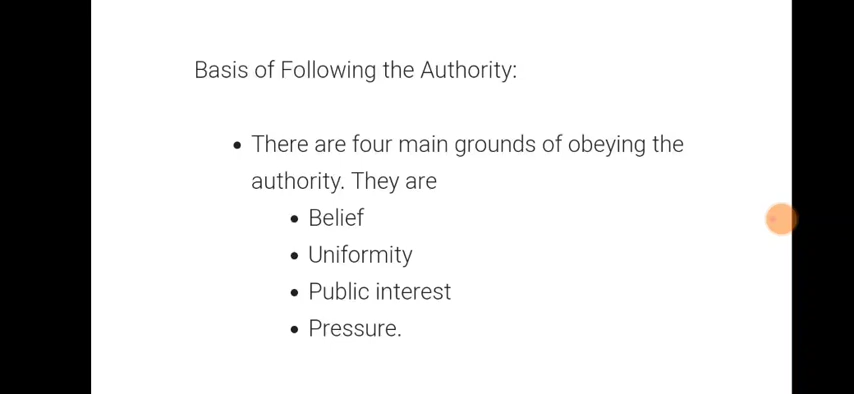 Basis of Following the Authority:
• There are four main grounds of obeying the
authority. They are
• Belief
• Uniformity
• Public interest
• Pressure.